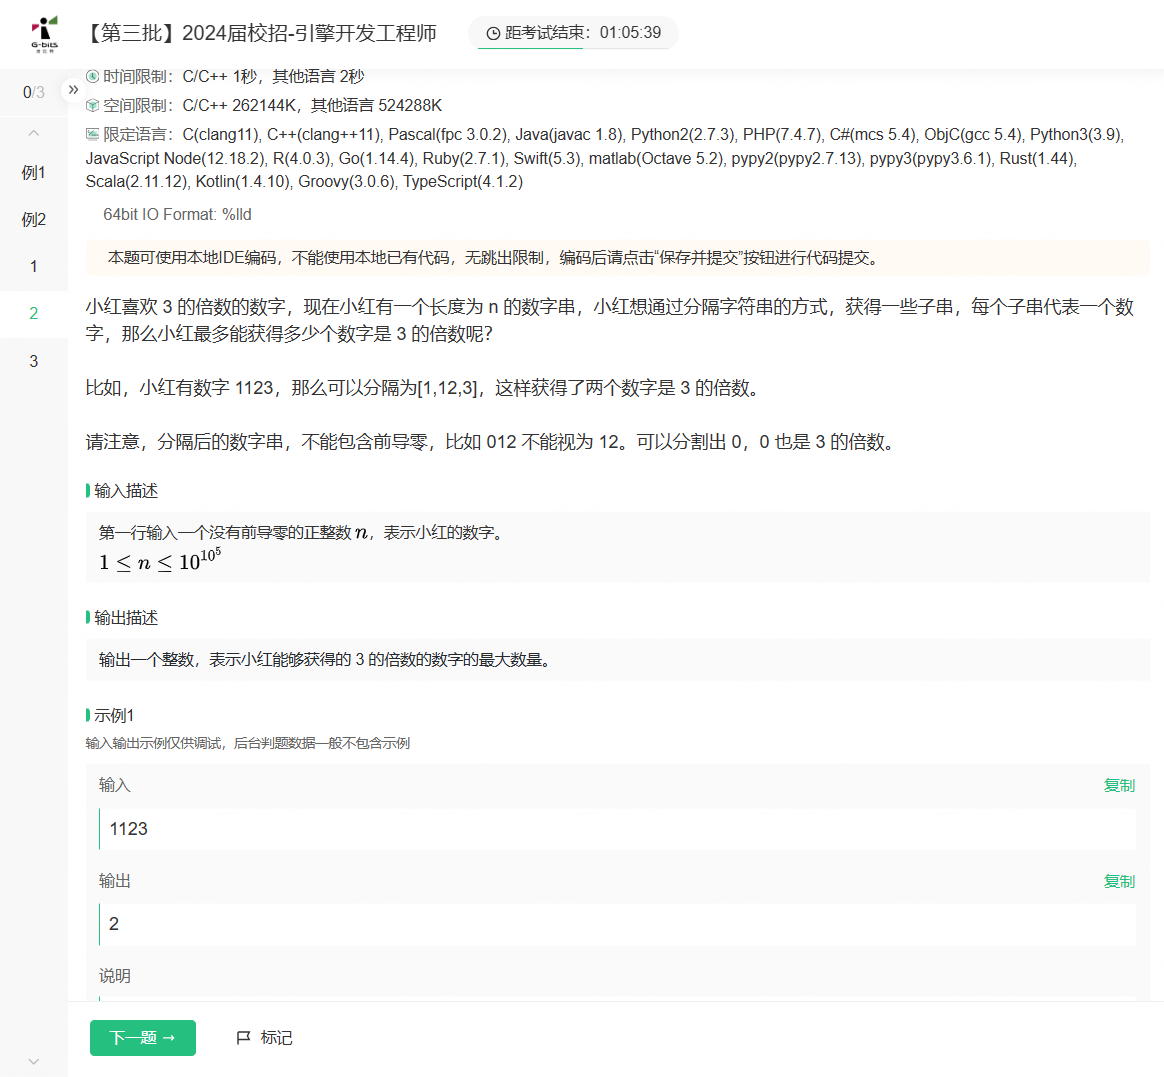 G-bits
【第三批】2024届校招-引擎开发工程师
距考试结束：01:05:39
0/3
例1
例2
1
2
3
时间限制：C/C++ 1秒，其他语言 2秒
空间限制：C/C++ 262144K，其他语言 524288K
限定语言：C(clang11), C++(clang++11), Pascal(fpc 3.0.2), Java(javac 1.8), Python2(2.7.3), PHP(7.4.7), C#(mcs 5.4), ObjC(gcc 5.4), Python3(3.9),
JavaScript Node(12.18.2), R(4.0.3), Go(1.14.4), Ruby(2.7.1), Swift(5.3), matlab(Octave 5.2), pypy2(pypy2.7.13), pypy3(pypy3.6.1), Rust(1.44),
Scala(2.11.12), Kotlin(1.4.10), Groovy(3.0.6), TypeScript(4.1.2)
64bit IO Format: %lld
本题可使用本地IDE编码，不能使用本地已有代码，无跳出限制，编码后请点击“保存并提交”按钮进行代码提交。
小红喜欢 3 的倍数的数字，现在小红有一个长度为 n 的数字串，小红想通过分隔字符串的方式，获得一些子串，每个子串代表一个数
字，那么小红最多能获得多少个数字是 3 的倍数呢？
比如，小红有数字 1123，那么可以分隔为[1,12,3]，这样获得了两个数字是 3 的倍数。
请注意，分隔后的数字串，不能包含前导零，比如 012 不能视为 12。可以分割出 0，0 也是 3 的倍数。
输入描述
第一行输入一个没有前导零的正整数 n，表示小红的数字。
1 ≤ n ≤ 10^{10^5}
输出描述
输出一个整数，表示小红能够获得的 3 的倍数的数字的最大数量。
示例1
输入输出示例仅供调试，后台判题数据一般不包含示例
输入
复制
1123
输出
复制
2
说明
下一题 →
标记